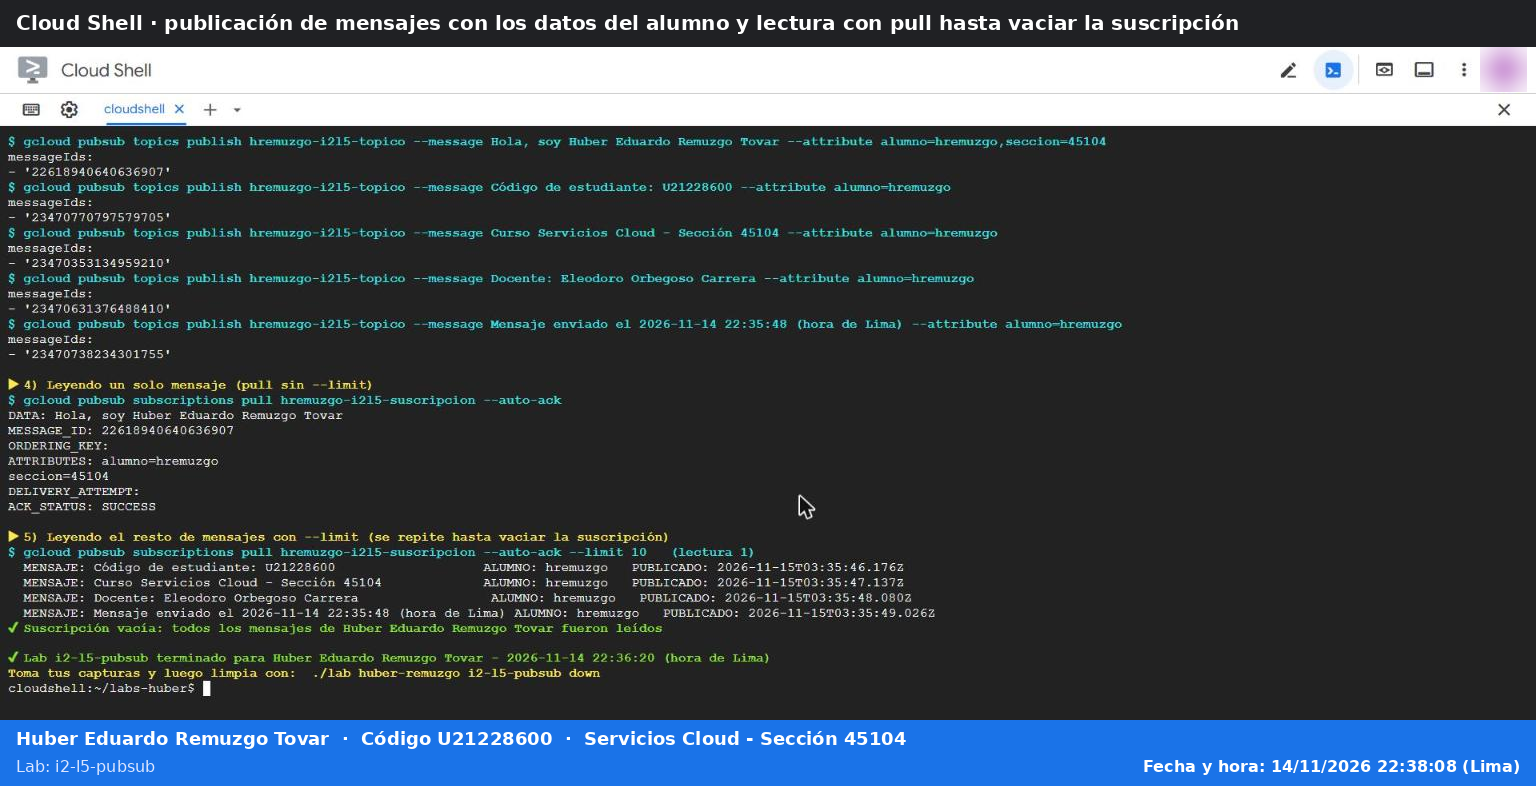 Cloud Shell · publicación de mensajes con los datos del alumno y lectura con pull hasta vaciar la suscripción
Cloud Shell
cloudshell
$ gcloud pubsub topics publish hremuzgo-i2l5-topico --message Hola, soy Huber Eduardo Remuzgo Tovar --attribute alumno=hremuzgo,seccion=45104
messageIds:
- '22618940640636907'
$ gcloud pubsub topics publish hremuzgo-i2l5-topico --message Código de estudiante: U21228600 --attribute alumno=hremuzgo
messageIds:
- '23470770797579705'
$ gcloud pubsub topics publish hremuzgo-i2l5-topico --message Curso Servicios Cloud - Sección 45104 --attribute alumno=hremuzgo
messageIds:
- '23470353134959210'
$ gcloud pubsub topics publish hremuzgo-i2l5-topico --message Docente: Eleodoro Orbegoso Carrera --attribute alumno=hremuzgo
messageIds:
- '23470631376488410'
$ gcloud pubsub topics publish hremuzgo-i2l5-topico --message Mensaje enviado el 2026-11-14 22:35:48 (hora de Lima) --attribute alumno=hremuzgo
messageIds:
- '23470738234301755'
▶ 4) Leyendo un solo mensaje (pull sin --limit)
$ gcloud pubsub subscriptions pull hremuzgo-i2l5-suscripcion --auto-ack
DATA: Hola, soy Huber Eduardo Remuzgo Tovar
MESSAGE_ID: 22618940640636907
ORDERING_KEY:
ATTRIBUTES: alumno=hremuzgo
seccion=45104
DELIVERY_ATTEMPT:
ACK_STATUS: SUCCESS
▶ 5) Leyendo el resto de mensajes con --limit (se repite hasta vaciar la suscripción)
$ gcloud pubsub subscriptions pull hremuzgo-i2l5-suscripcion --auto-ack --limit 10 (lectura 1)
MENSAJE: Código de estudiante: U21228600 ALUMNO: hremuzgo PUBLICADO: 2026-11-15T03:35:46.176Z
MENSAJE: Curso Servicios Cloud - Sección 45104 ALUMNO: hremuzgo PUBLICADO: 2026-11-15T03:35:47.137Z
MENSAJE: Docente: Eleodoro Orbegoso Carrera ALUMNO: hremuzgo PUBLICADO: 2026-11-15T03:35:48.080Z
MENSAJE: Mensaje enviado el 2026-11-14 22:35:48 (hora de Lima) ALUMNO: hremuzgo PUBLICADO: 2026-11-15T03:35:49.026Z
✔ Suscripción vacía: todos los mensajes de Huber Eduardo Remuzgo Tovar fueron leídos
✔ Lab i2-l5-pubsub terminado para Huber Eduardo Remuzgo Tovar - 2026-11-14 22:36:20 (hora de Lima)
Toma tus capturas y luego limpia con: ./lab huber-remuzgo i2-l5-pubsub down
cloudshell:~/labs-huber$
Huber Eduardo Remuzgo Tovar · Código U21228600 · Servicios Cloud - Sección 45104
Lab: i2-l5-pubsub
Fecha y hora: 14/11/2026 22:38:08 (Lima)